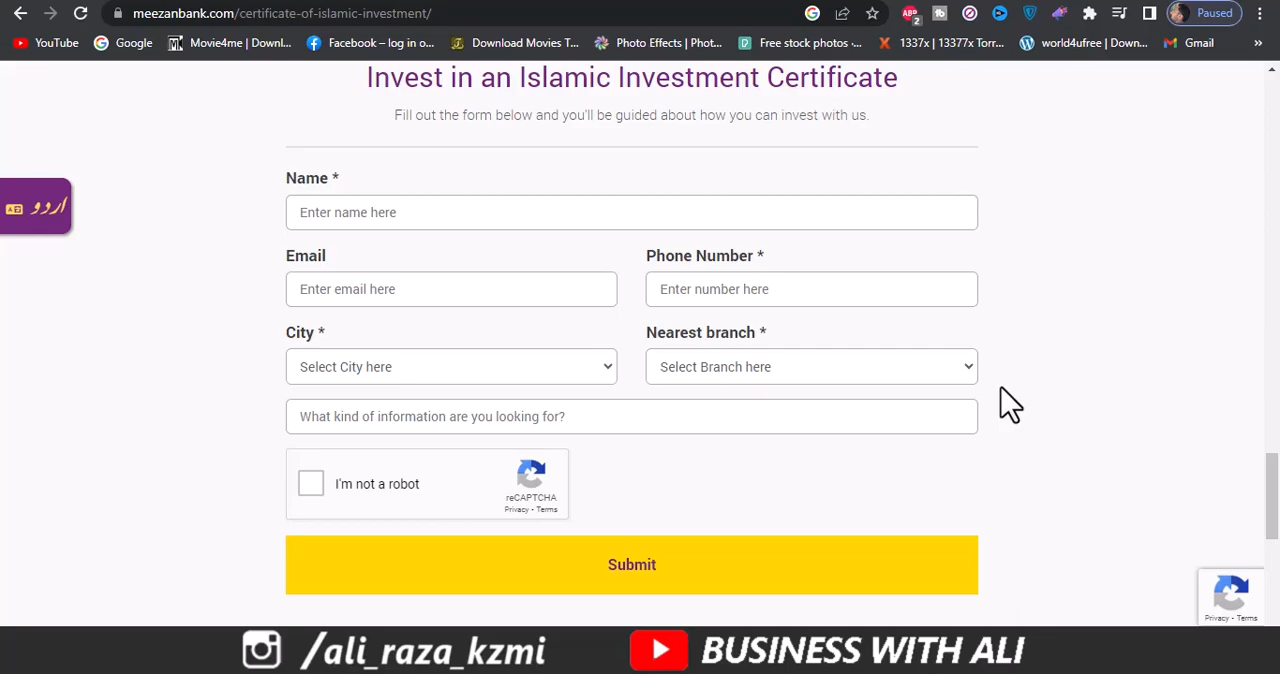 meezanbank.com/certificate-of-islamic-investment/
Paused
YouTube Google Movie4me | Downl... Facebook – log in o... Download Movies T... Photo Effects | Phot... Free stock photos -... 1337x | 13377x Torr... world4ufree | Down... Gmail »
Invest in an Islamic Investment Certificate
Fill out the form below and you'll be guided about how you can invest with us.
اردو
Name *
Enter name here
Email Phone Number *
Enter email here Enter number here
City * Nearest branch *
Select City here Select Branch here
What kind of information are you looking for?
I'm not a robot
reCAPTCHA
Privacy - Terms
Submit
Privacy - Terms
/ali_raza_kzmi BUSINESS WITH ALI